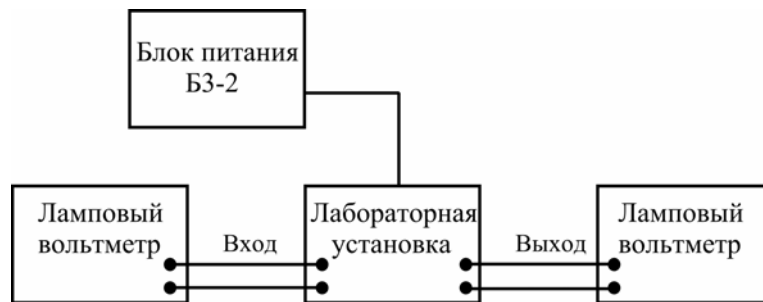 Блок питания
Б3-2
Ламповый
вольтметр
Вход
Лабораторная
установка
Выход
Ламповый
вольтметр